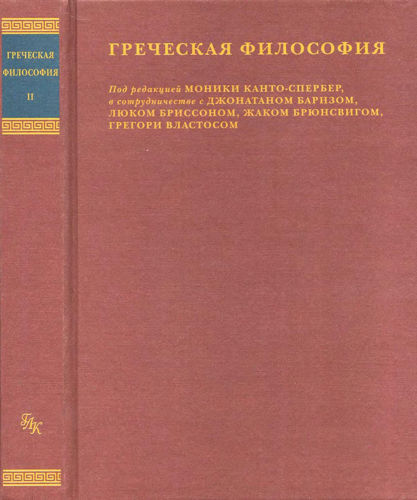 ГРЕЧЕСКАЯ
ФИЛОСОФИЯ
II
ГЛК
ГРЕЧЕСКАЯ ФИЛОСОФИЯ
Под редакцией МОНИКИ КАНТО-СПЕРБЕР,
в сотрудничестве с ДЖОНАТАНОМ БАРНЗОМ,
ЛЮКОМ БРИССОНОМ, ЖАКОМ БРЮНСВИГОМ,
ГРЕГОРИ ВЛАСТОСОМ